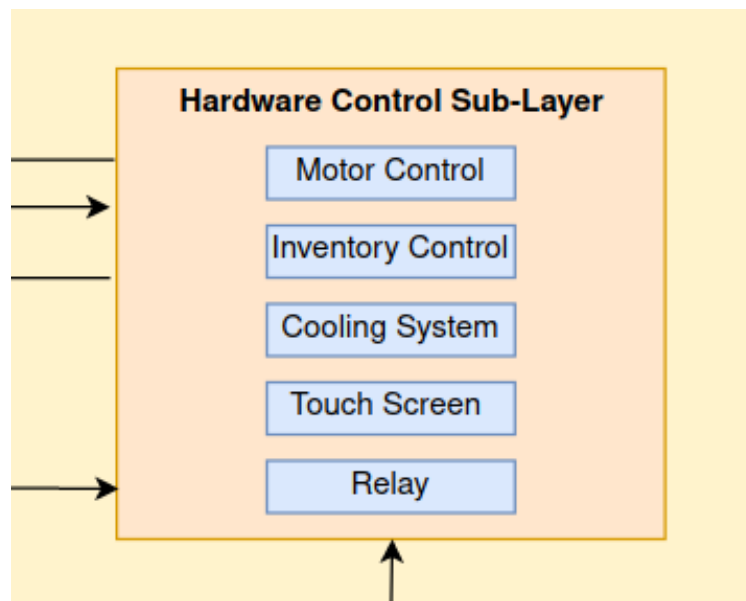 Hardware Control Sub-Layer
Motor Control
Inventory Control
Cooling System
Touch Screen
Relay